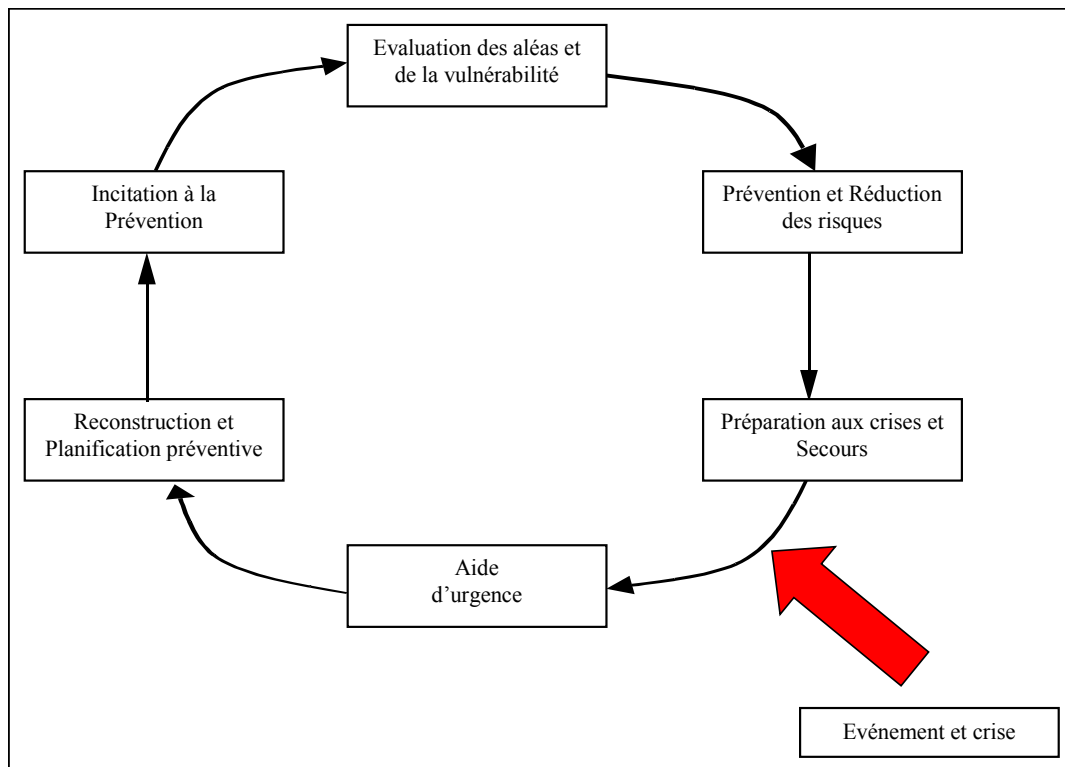 Evaluation des aléas et
de la vulnérabilité
Incitation à la
Prévention
Prévention et Réduction
des risques
Reconstruction et
Planification préventive
Préparation aux crises et
Secours
Aide
d’urgence
Evénement et crise